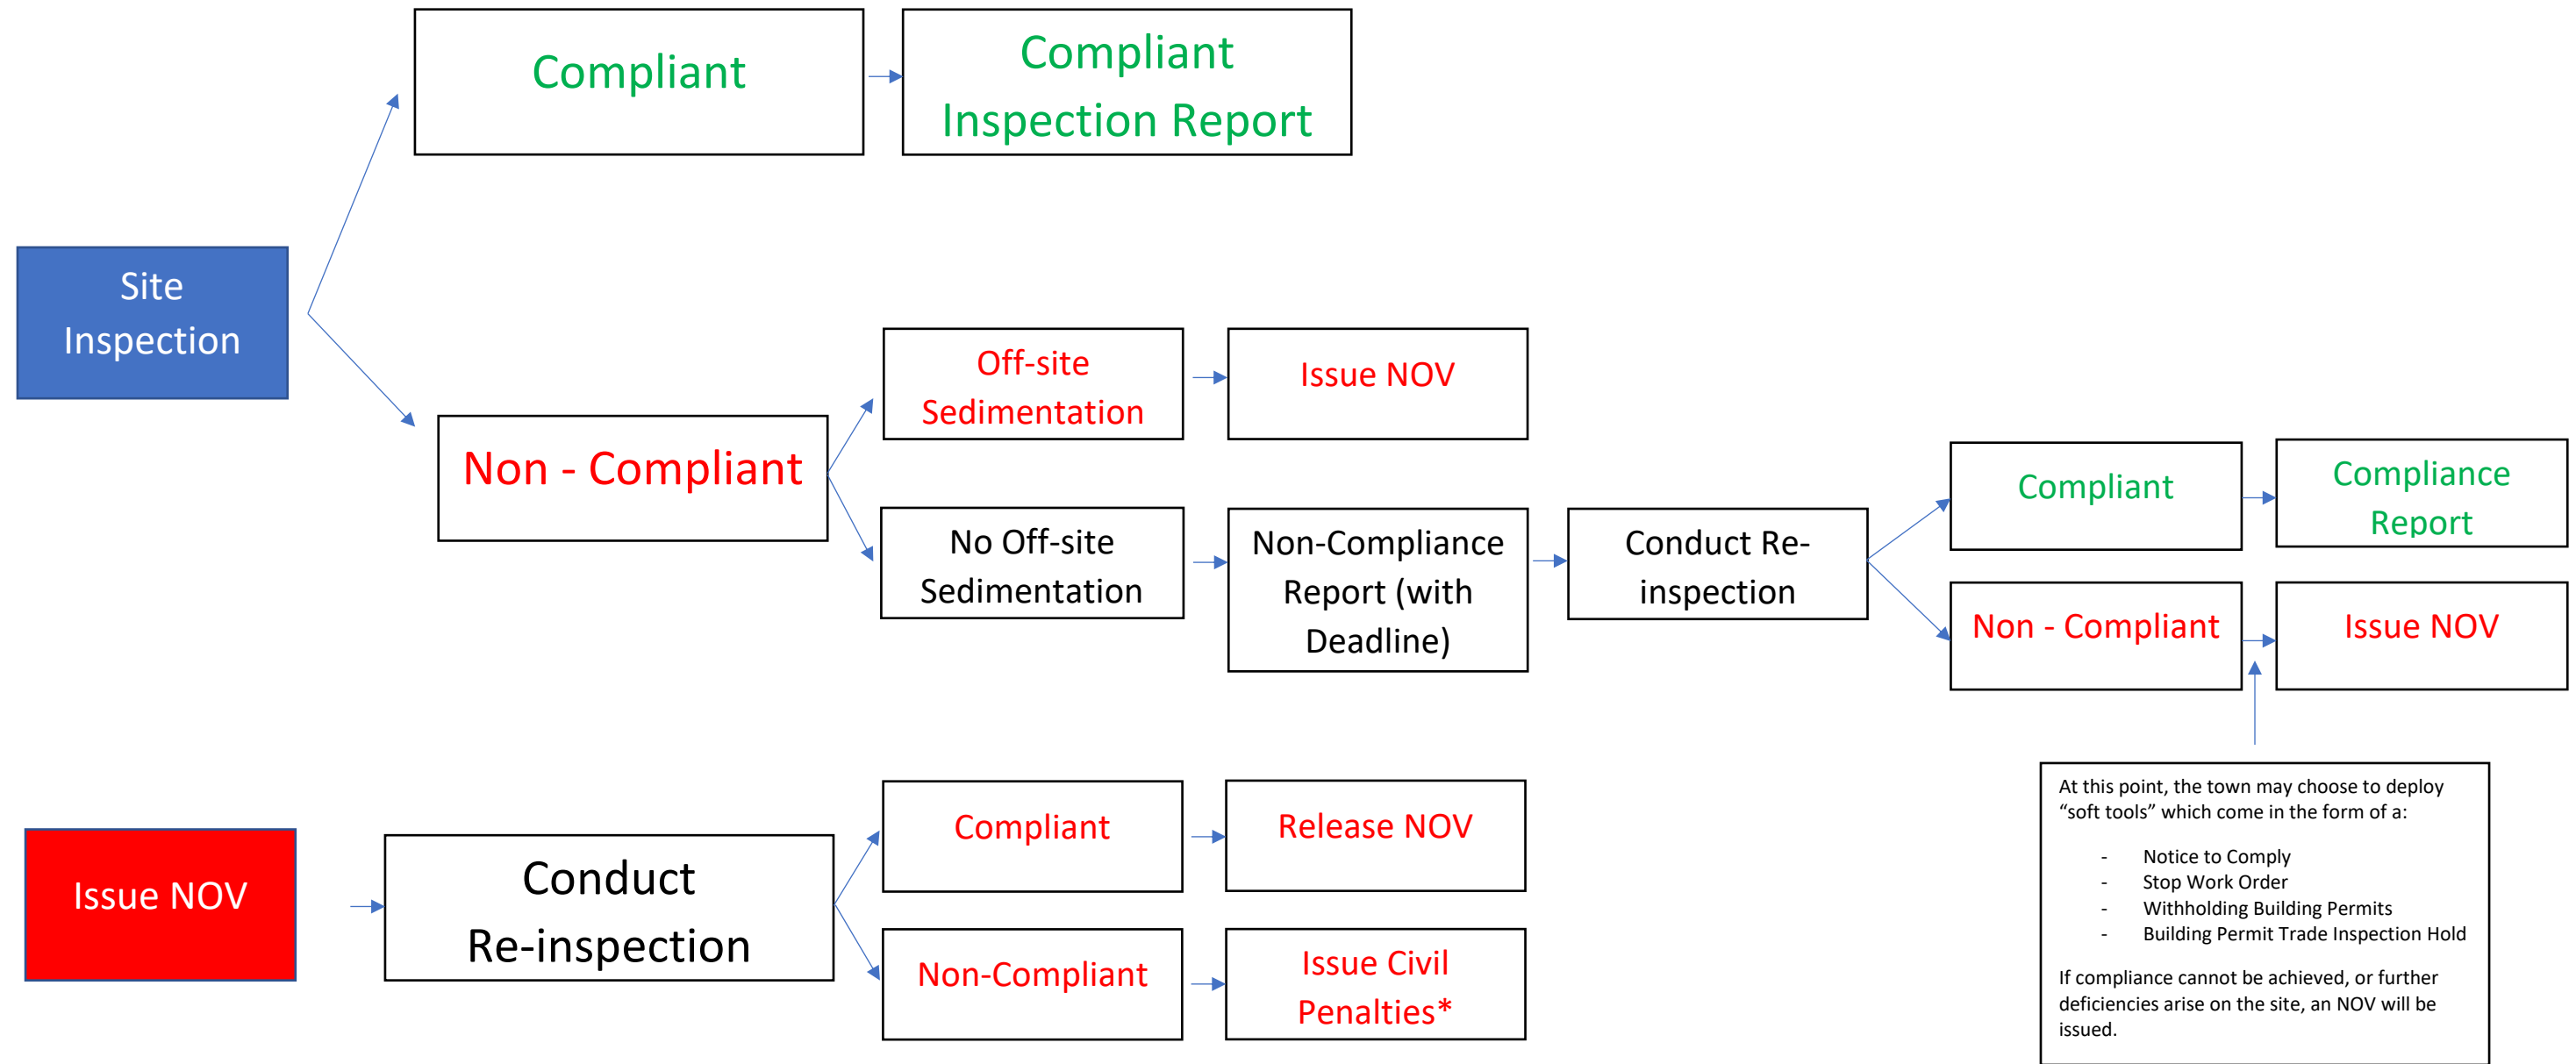 Compliant
Compliant
Inspection Report
Site
Inspection
Non - Compliant
Off-site
Sedimentation
Issue NOV
No Off-site
Sedimentation
Non-Compliance
Report (with
Deadline)
Conduct Re-
inspection
Compliant
Compliance
Report
Non - Compliant
Issue NOV
Issue NOV
Conduct
Re-inspection
Compliant
Release NOV
Non-Compliant
Issue Civil
Penalties*
At this point, the town may choose to deploy
“soft tools” which come in the form of a:
- Notice to Comply
- Stop Work Order
- Withholding Building Permits
- Building Permit Trade Inspection Hold
If compliance cannot be achieved, or further
deficiencies arise on the site, an NOV will be
issued.